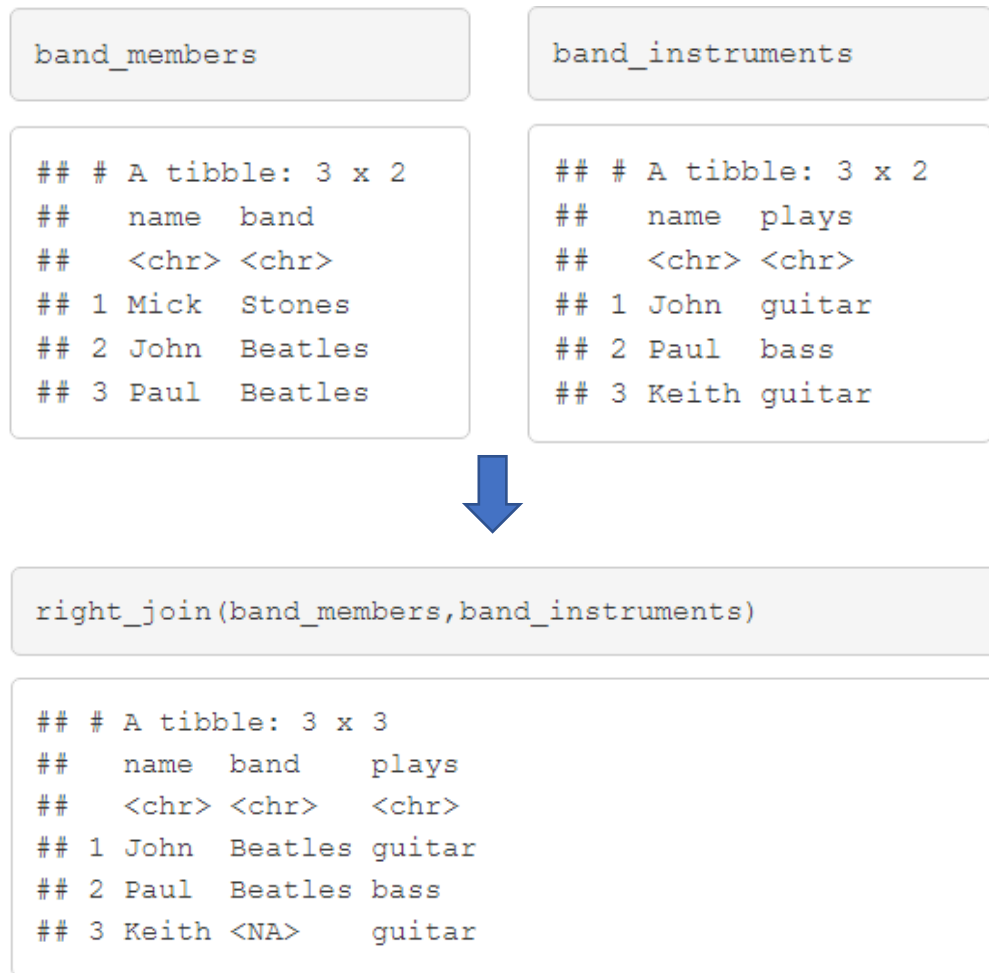 band_members
## # A tibble: 3 x 2
##   name  band
##   <chr> <chr>
## 1 Mick  Stones
## 2 John  Beatles
## 3 Paul  Beatles
band_instruments
## # A tibble: 3 x 2
##   name  plays
##   <chr> <chr>
## 1 John  guitar
## 2 Paul  bass
## 3 Keith guitar
right_join(band_members,band_instruments)
## # A tibble: 3 x 3
##   name  band    plays
##   <chr> <chr>   <chr>
## 1 John  Beatles guitar
## 2 Paul  Beatles bass
## 3 Keith <NA>    guitar